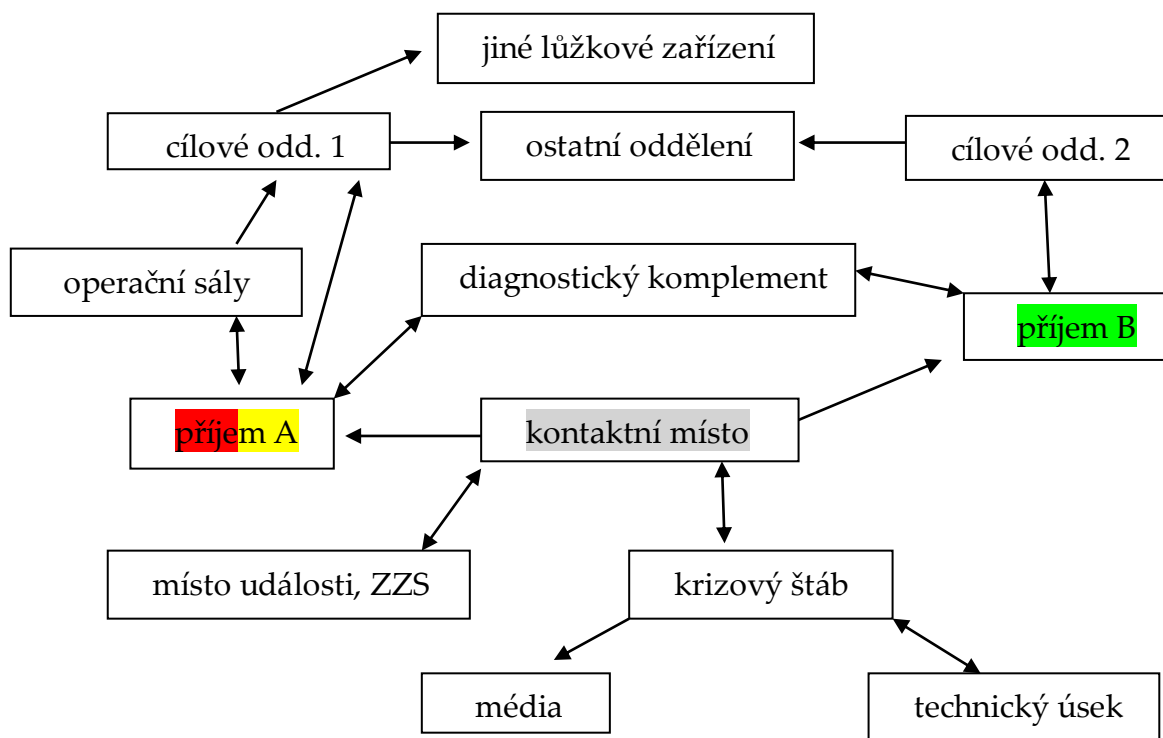 jiné lůžkové zařízení
cílové odd. 1
ostatní oddělení
cílové odd. 2
operační sály
diagnostický komplement
příjem B
příjem A
kontaktní místo
místo události, ZZS
krizový štáb
média
technický úsek